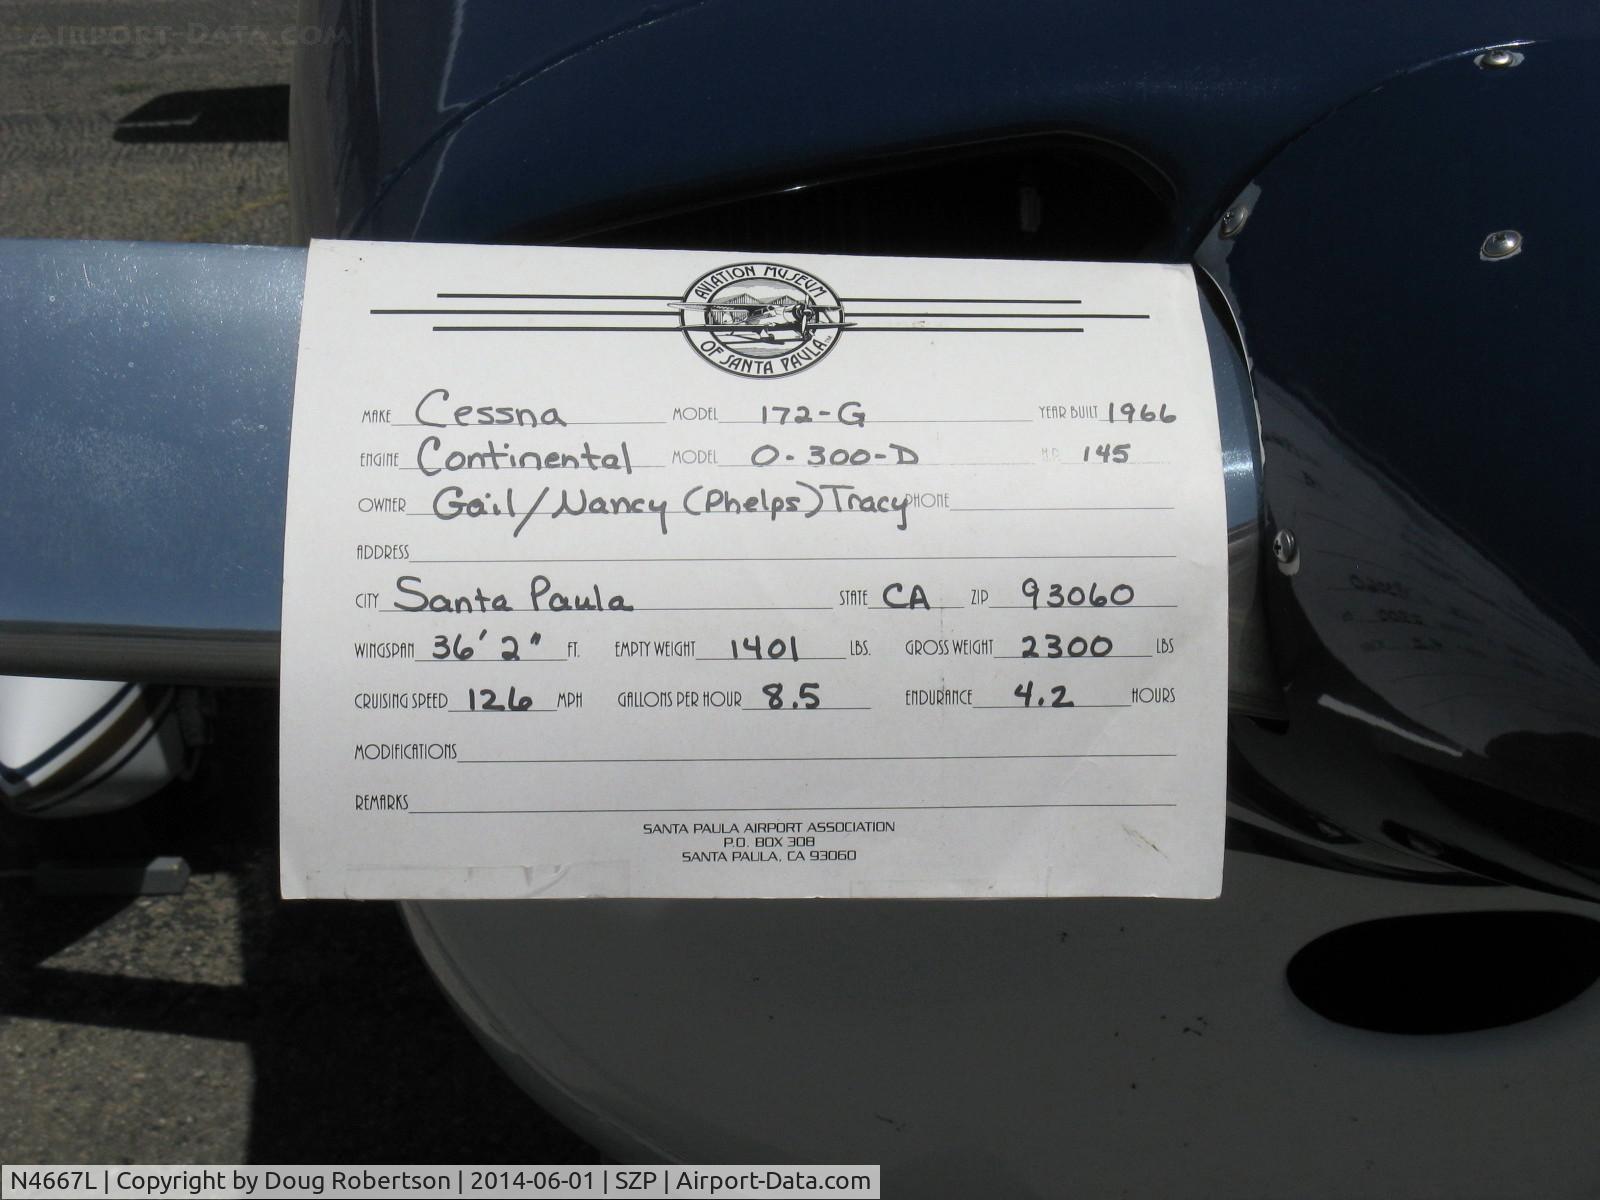 AIRPORT-DATA.COM
AVIATION MUSEUM
OF SANTA PAULA
MAKE Cessna MODEL 172-G YEAR BUILT 1966
ENGINE Continental MODEL O-300-D H.P. 145
OWNER Gail/Nancy (Phelps) Tracy PHONE
ADDRESS
CITY Santa Paula STATE CA ZIP 93060
WINGSPAN 36' 2" FT. EMPTY WEIGHT 1401 LBS. GROSS WEIGHT 2300 LBS
CRUISING SPEED 126 MPH GALLONS PER HOUR 8.5 ENDURANCE 4.2 HOURS
MODIFICATIONS
REMARKS
SANTA PAULA AIRPORT ASSOCIATION
P.O. BOX 308
SANTA PAULA, CA 93060
N4667L | Copyright by Doug Robertson | 2014-06-01 | SZP | Airport-Data.com